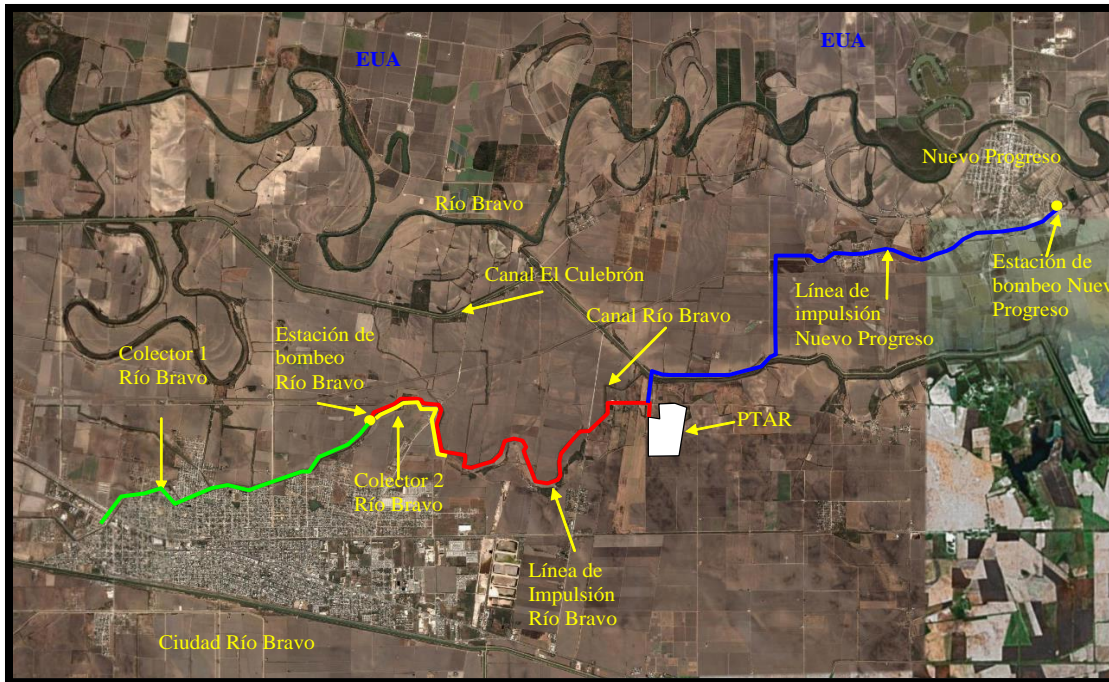 EUA
EUA
Nuevo Progreso
Río Bravo
Canal El Culebrón
Estación de
bombeo Nuev
Progreso
Línea de
impulsión
Nuevo Progreso
Canal Río Bravo
Estación de
bombeo
Río Bravo
Colector 1
Río Bravo
PTAR
Colector 2
Río Bravo
Línea de
Impulsión
Río Bravo
Ciudad Río Bravo